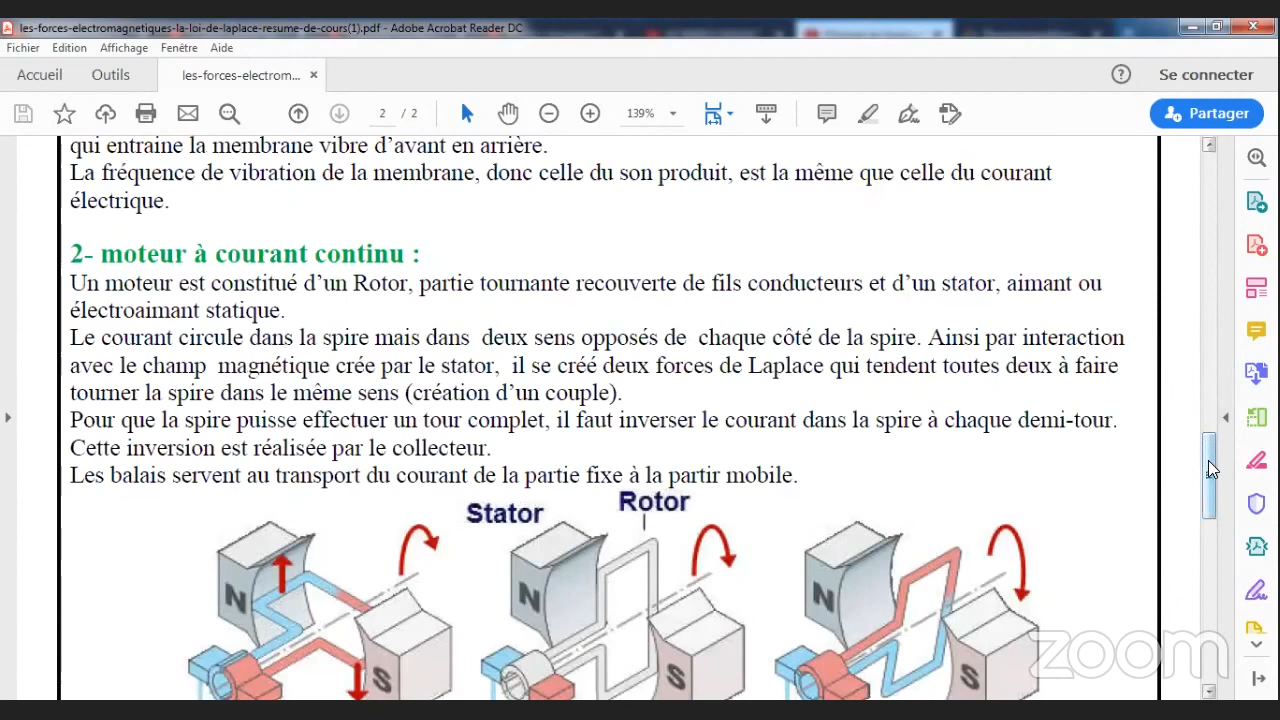 les-forces-electromagnetiques-la-loi-de-laplace-resume-de-cours(1).pdf - Adobe Acrobat Reader DC
Fichier Edition Affichage Fenêtre Aide
Accueil Outils les-forces-electrom... × ? Se connecter
2 / 2 139% Partager
qui entraine la membrane vibre d’avant en arrière.
La fréquence de vibration de la membrane, donc celle du son produit, est la même que celle du courant
électrique.
2- moteur à courant continu :
Un moteur est constitué d’un Rotor, partie tournante recouverte de fils conducteurs et d’un stator, aimant ou
électroaimant statique.
Le courant circule dans la spire mais dans deux sens opposés de chaque côté de la spire. Ainsi par interaction
avec le champ magnétique crée par le stator, il se créé deux forces de Laplace qui tendent toutes deux à faire
tourner la spire dans le même sens (création d’un couple).
Pour que la spire puisse effectuer un tour complet, il faut inverser le courant dans la spire à chaque demi-tour.
Cette inversion est réalisée par le collecteur.
Les balais servent au transport du courant de la partie fixe à la partir mobile.
Stator Rotor
N N N
S S S
zoom